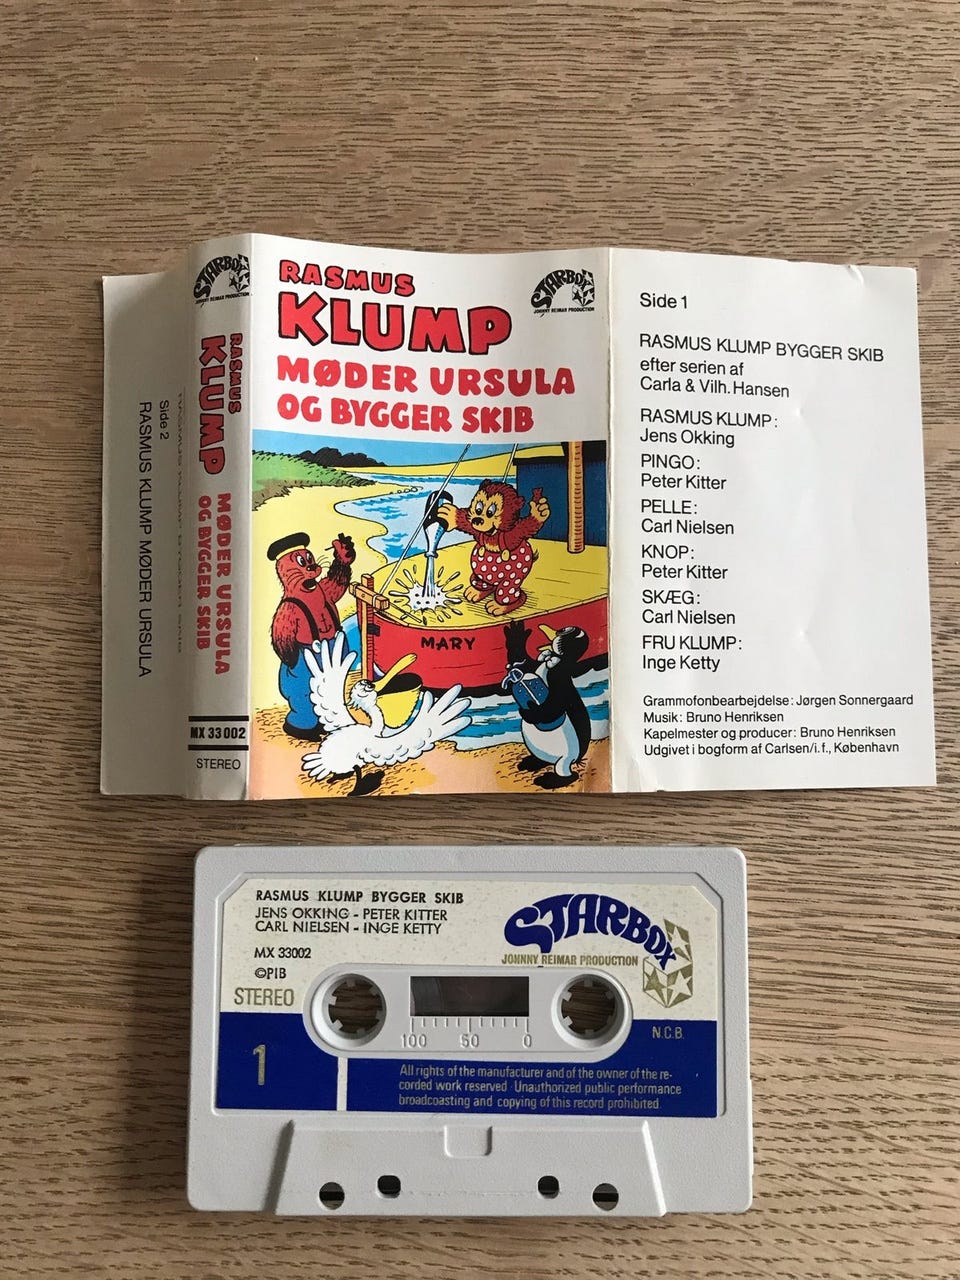 Side 2
RASMUS KLUMP MØDER URSULA
STARBOX
JOHNNY REIMAR PRODUCTION
RASMUS
KLUMP
MØDER URSULA
OG BYGGER SKIB
MX 33 002
STEREO
RASMUS
KLUMP
MØDER URSULA
OG BYGGER SKIB
STARBOX
JOHNNY REIMAR PRODUCTION
MARY
Side 1
RASMUS KLUMP BYGGER SKIB
efter serien af
Carla & Vilh. Hansen
RASMUS KLUMP:
Jens Okking
PINGO:
Peter Kitter
PELLE:
Carl Nielsen
KNOP:
Peter Kitter
SKÆG:
Carl Nielsen
FRU KLUMP:
Inge Ketty
Grammofonbearbejdelse: Jørgen Sonnergaard
Musik: Bruno Henriksen
Kapelmester og producer: Bruno Henriksen
Udgivet i bogform af Carlsen/i.f., København
RASMUS KLUMP BYGGER SKIB
JENS OKKING - PETER KITTER
CARL NIELSEN - INGE KETTY
STARBOX
JOHNNY REIMAR PRODUCTION
MX 33002
©PIB
STEREO
100 50 0
N.C.B.
1
All rights of the manufacturer and of the owner of the re-
corded work reserved Unauthorized public performance
broadcasting and copying of this record prohibited.